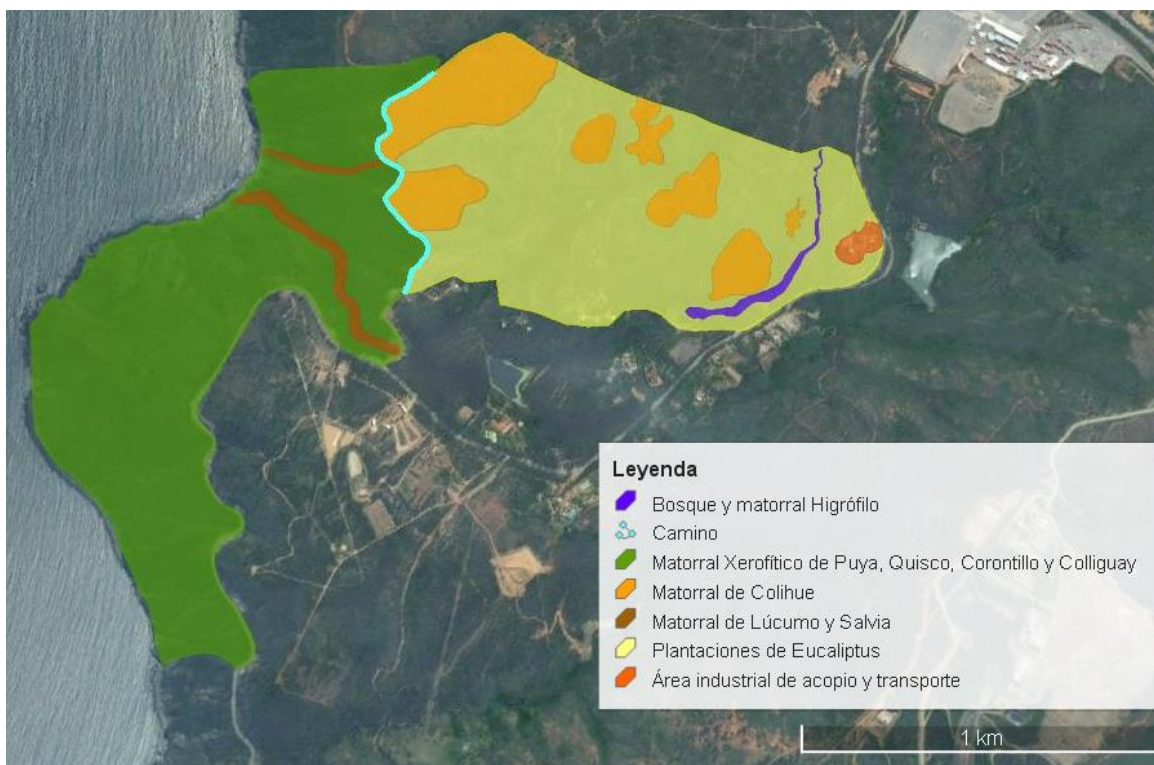 Leyenda
Bosque y matorral Higrófilo
Camino
Matorral Xerofítico de Puya, Quisco, Corontillo y Colliguay
Matorral de Colihue
Matorral de Lúcumo y Salvia
Plantaciones de Eucaliptus
Área industrial de acopio y transporte
1 km